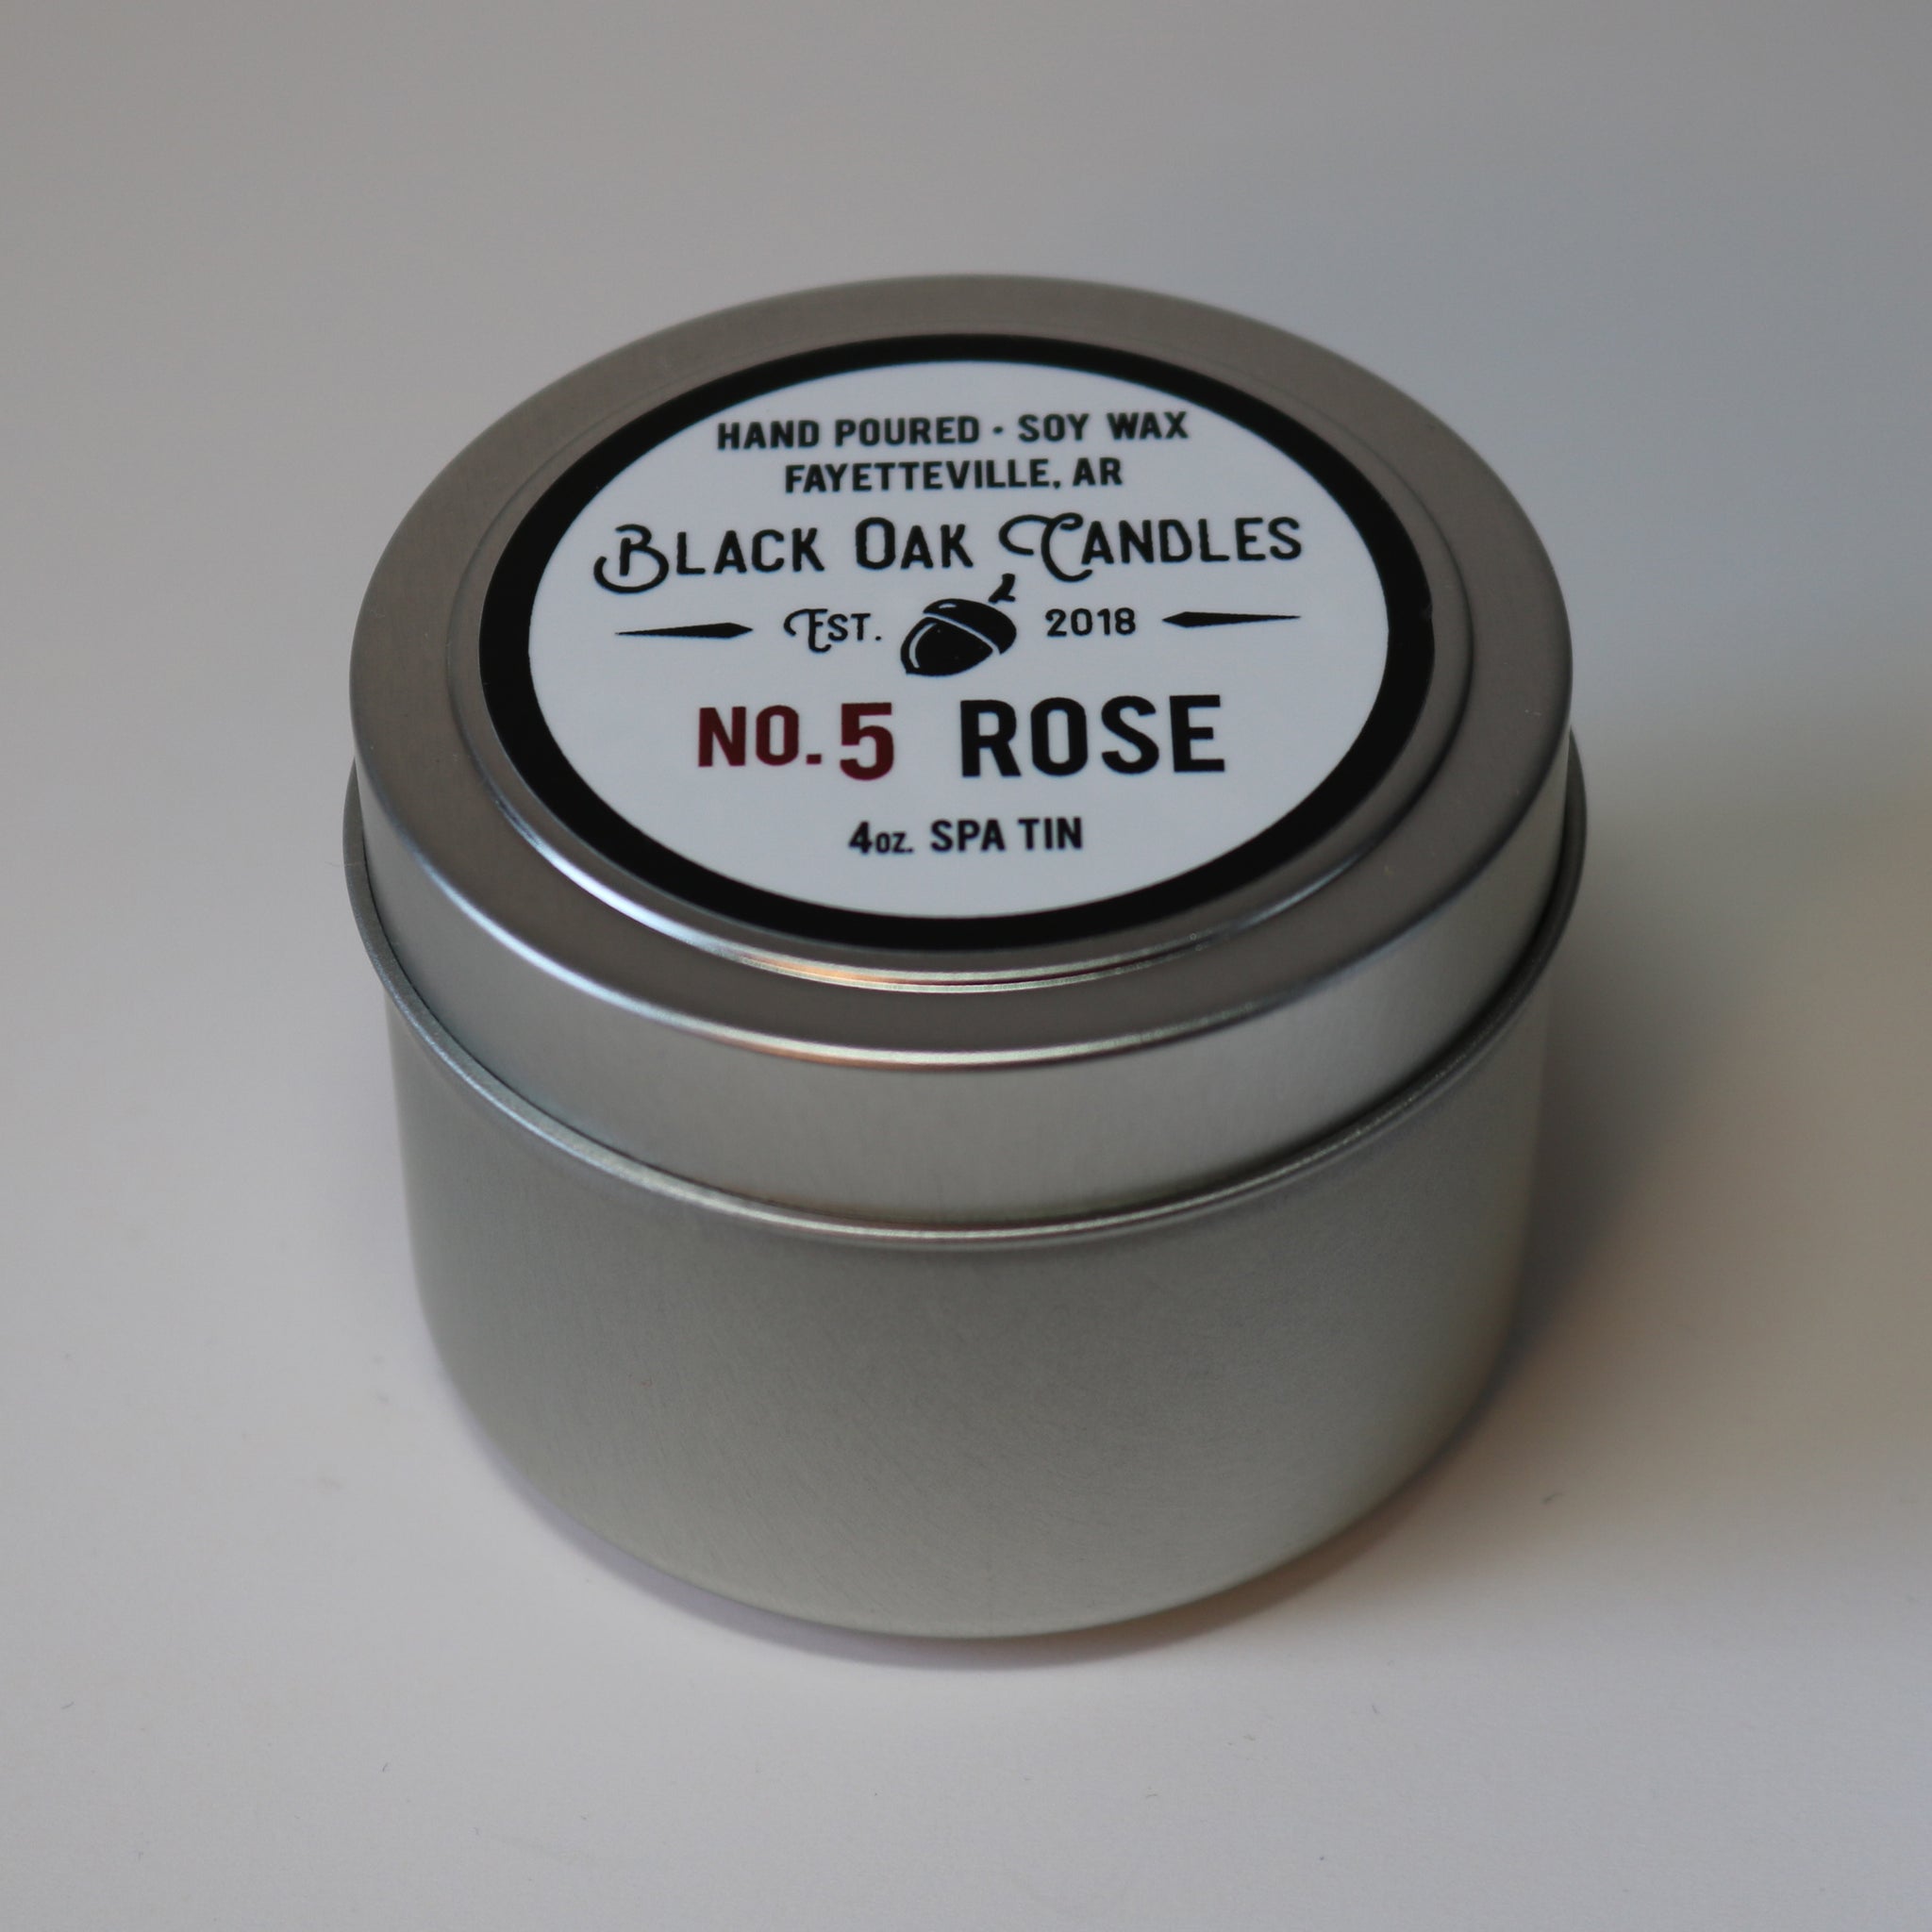 HAND POURED · SOY WAX
FAYETTEVILLE, AR
BLACK OAK CANDLES
EST. 2018
NO. 5 ROSE
4oz. SPA TIN